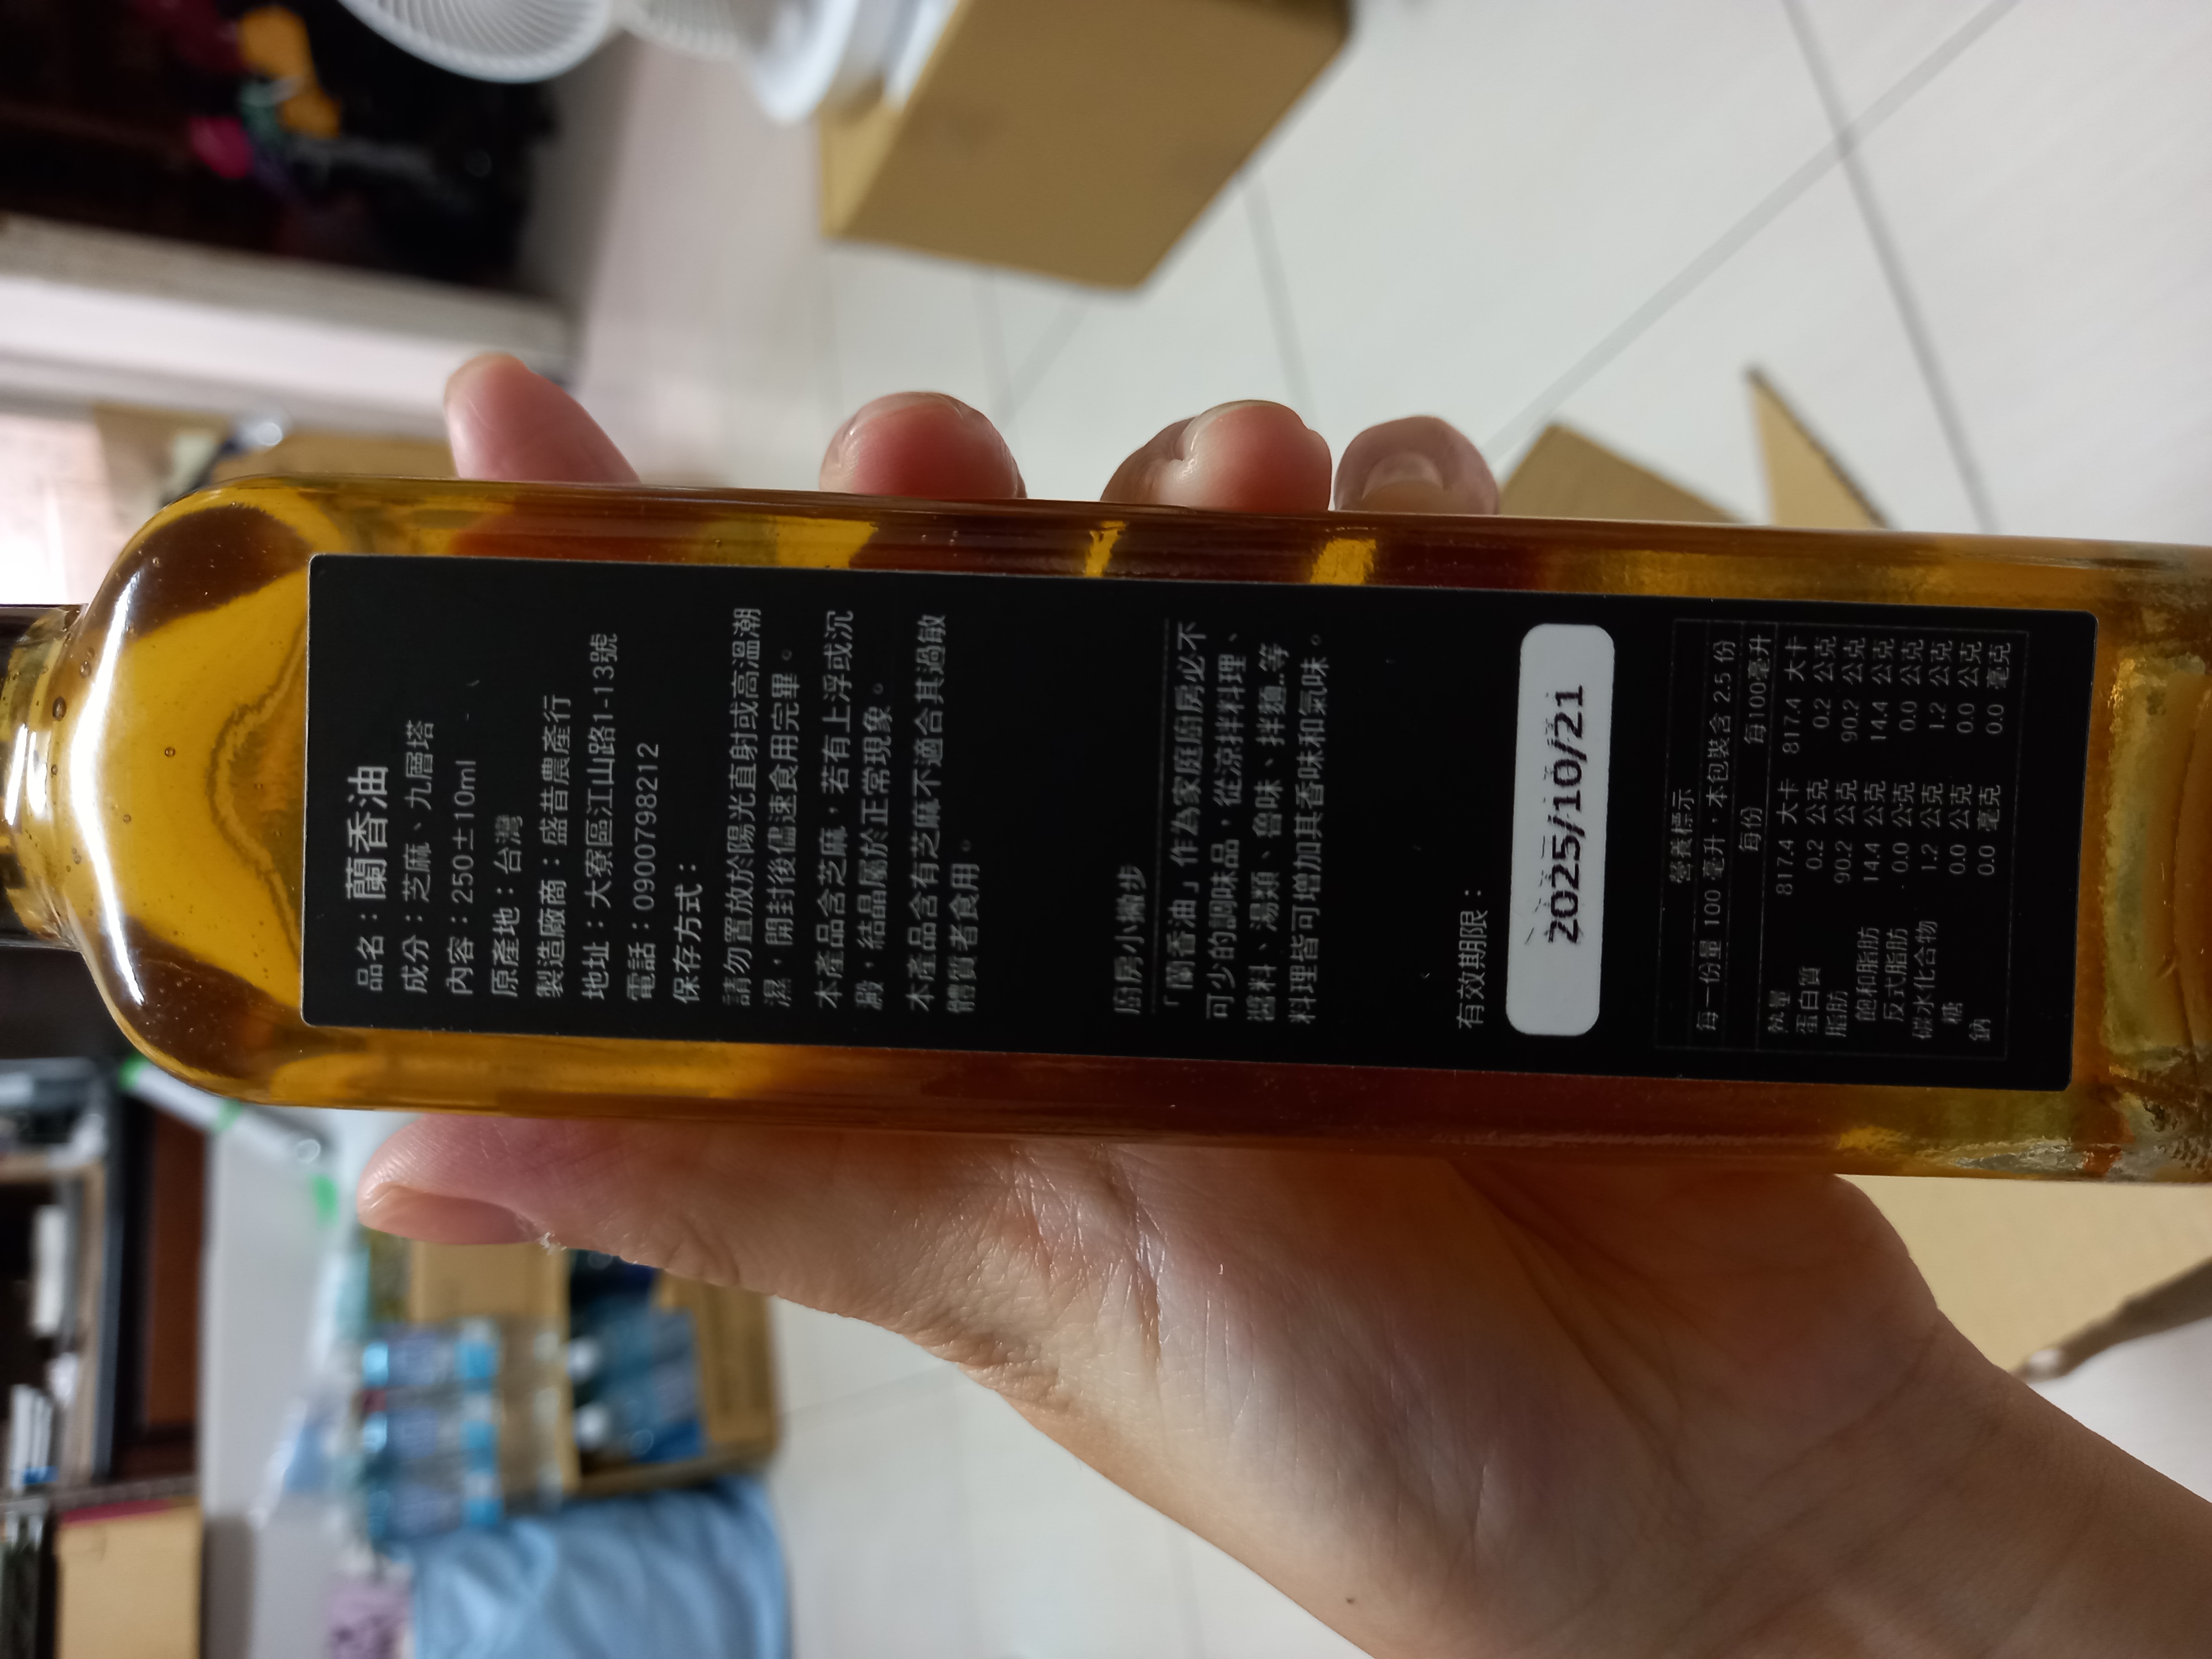 品名：蘭香油
成分：芝麻、九層塔
內容：250±10ml
原產地：台灣
製造廠商：盛昔農產行
地址：大寮區江山路1-13號
電話：0900798212
保存方式：
請勿置放於陽光直射或高溫潮
濕，開封後儘速食用完畢。
本產品含芝麻，若有上浮或沉
澱，結晶屬於正常現象。
本產品含有芝麻不適合其過敏
體質者食用。
廚房小撇步
「蘭香油」作為家庭廚房必不
可少的調味品，從涼拌料理、
醬料、湯類、魯味、拌麵..等
料理皆可增加其香味和氣味。
有效期限：
2025/10/21
營養標示
每一份量 100 毫升，本包裝含 2.5 份
每份 每100毫升
熱量 817.4 大卡 817.4 大卡
蛋白質 0.2 公克 0.2 公克
脂肪 90.2 公克 90.2 公克
飽和脂肪 14.4 公克 14.4 公克
反式脂肪 0.0 公克 0.0 公克
碳水化合物 1.2 公克 1.2 公克
糖 0.0 公克 0.0 公克
鈉 0.0 毫克 0.0 毫克